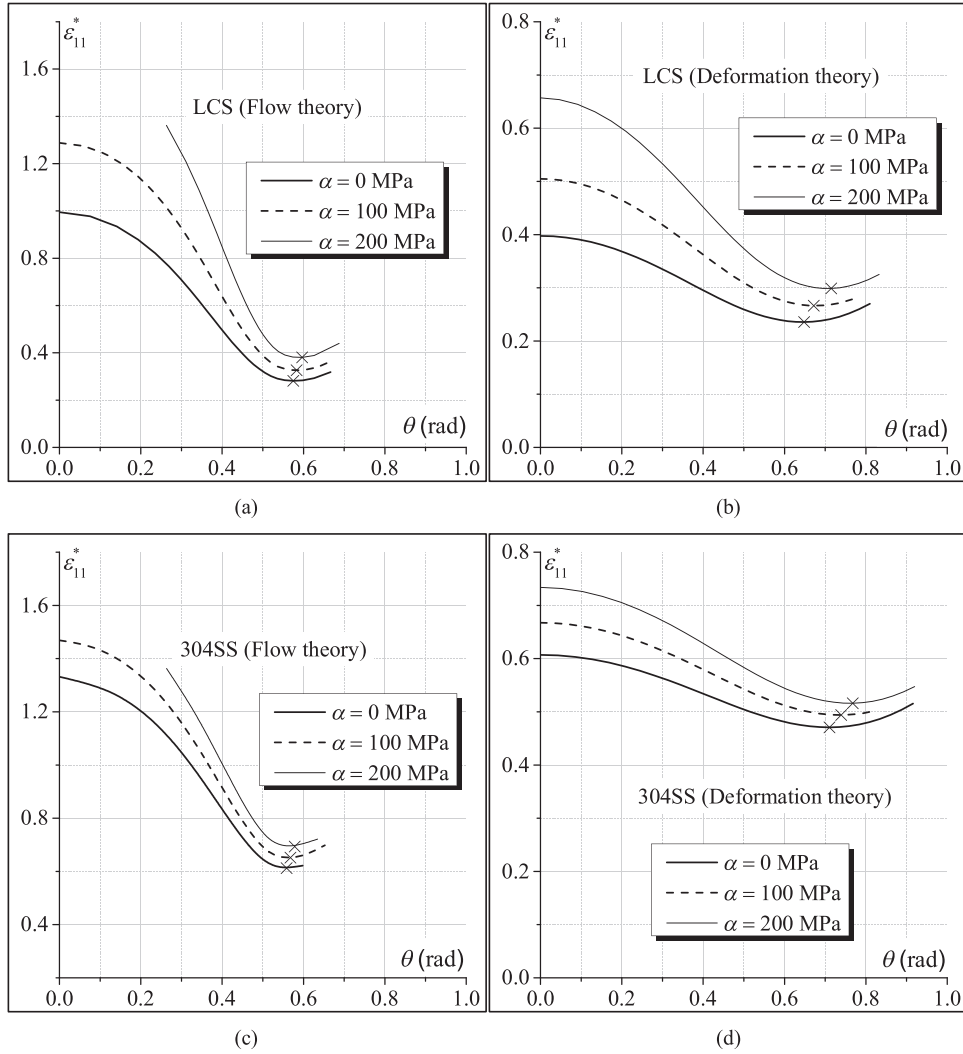 ε*11
1.6
LCS (Flow theory)
α = 0 MPa
1.2
α = 100 MPa
α = 200 MPa
0.8
0.4
θ (rad)
0.0
0.0 0.2 0.4 0.6 0.8 1.0
(a)
0.8
ε*11
LCS (Deformation theory)
0.6
α = 0 MPa
α = 100 MPa
α = 200 MPa
0.4
0.2
θ (rad)
0.0
0.0 0.2 0.4 0.6 0.8 1.0
(b)
ε*11
1.6
304SS (Flow theory)
1.2
α = 0 MPa
α = 100 MPa
α = 200 MPa
0.8
0.4
θ (rad)
0.0 0.2 0.4 0.6 0.8 1.0
(c)
0.8
ε*11
0.6
0.4
304SS (Deformation theory)
α = 0 MPa
0.2
α = 100 MPa
α = 200 MPa
θ (rad)
0.0
0.0 0.2 0.4 0.6 0.8 1.0
(d)